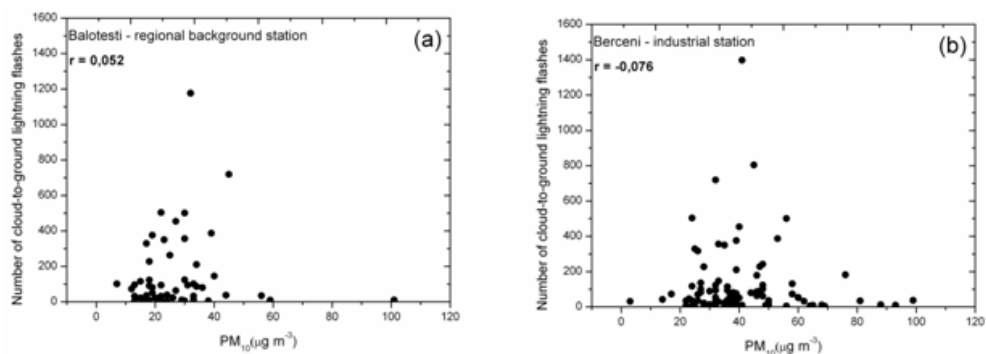 1600
1400
1200
1000
800
600
400
200
0
Number of cloud-to-ground lightning flashes
Balotesti - regional background station
(a)
r = 0,052
0 20 40 60 80 100 120
PM10(μg m-3)
1600
1400
1200
1000
800
600
400
200
0
Number of cloud-to-ground lightning flashes
Berceni - industrial station
(b)
r = -0,076
0 20 40 60 80 100 120
PM10(μg m-3)